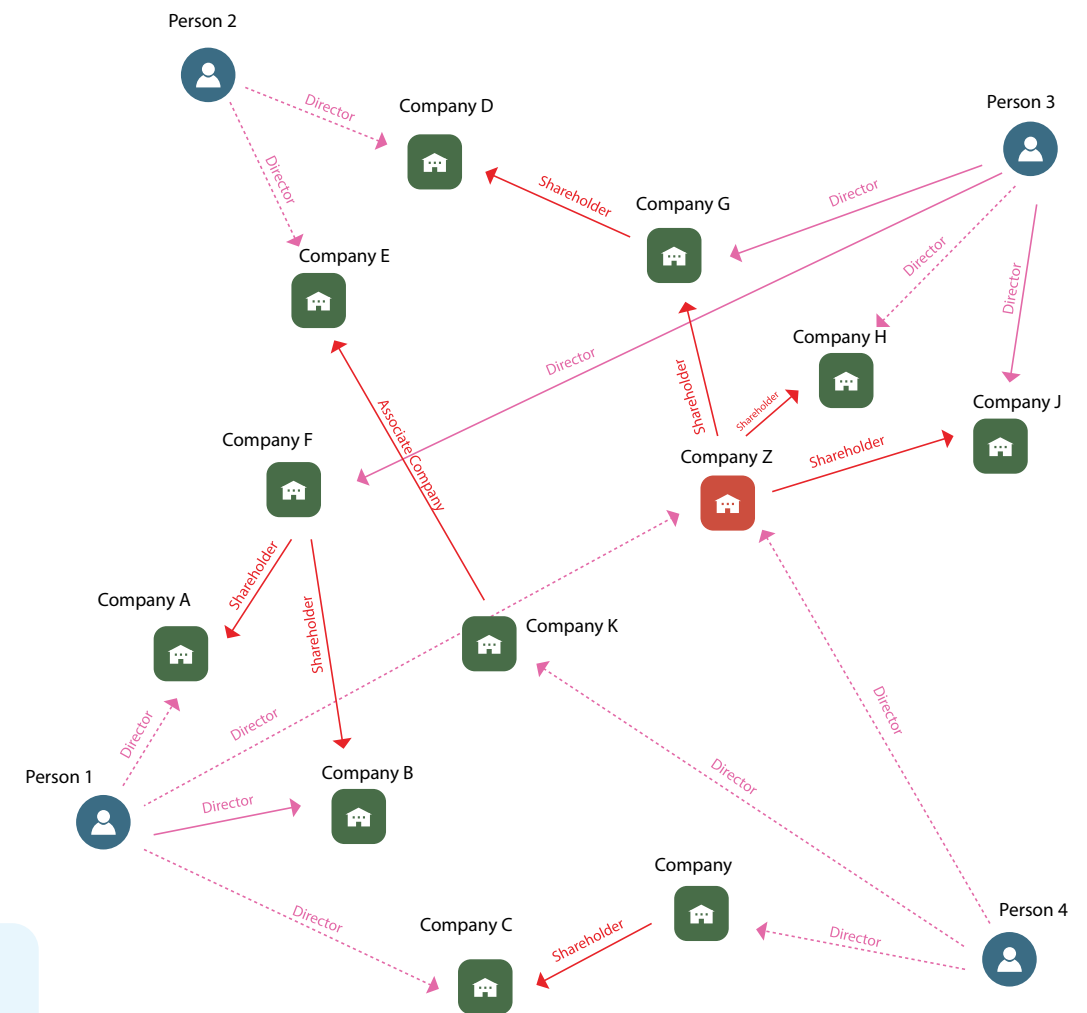 Person 2
Director
Company D
Person 3
Director
Shareholder
Director
Company G
Director
Company E
Director
Director
Company H
Director
Shareholder
Shareholder
Company J
Associate Company
Company F
Shareholder
Company Z
Shareholder
Shareholder
Company A
Company K
Director
Director
Director
Director
Person 1
Company B
Director
Company
Director
Company C
Shareholder
Director
Person 4